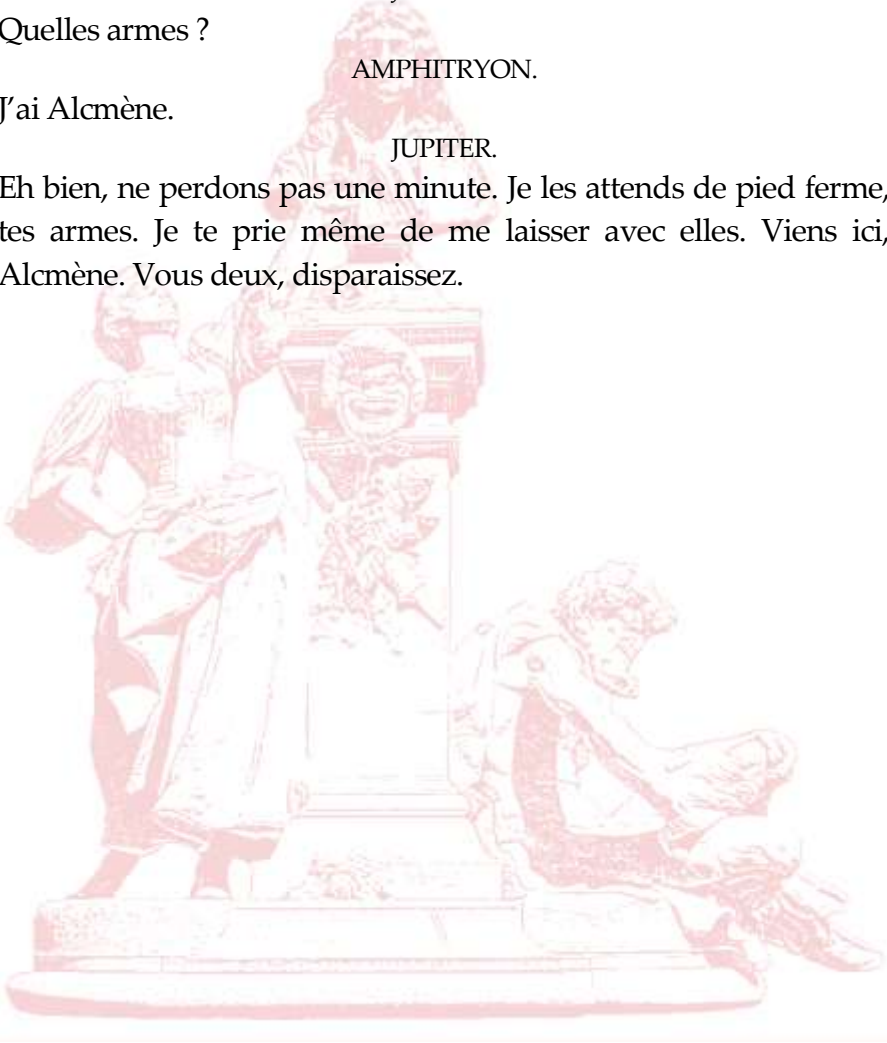 Quelles armes ?
AMPHITRYON.
J’ai Alcmène.
JUPITER.
Eh bien, ne perdons pas une minute. Je les attends de pied ferme,
tes armes. Je te prie même de me laisser avec elles. Viens ici,
Alcmène. Vous deux, disparaissez.